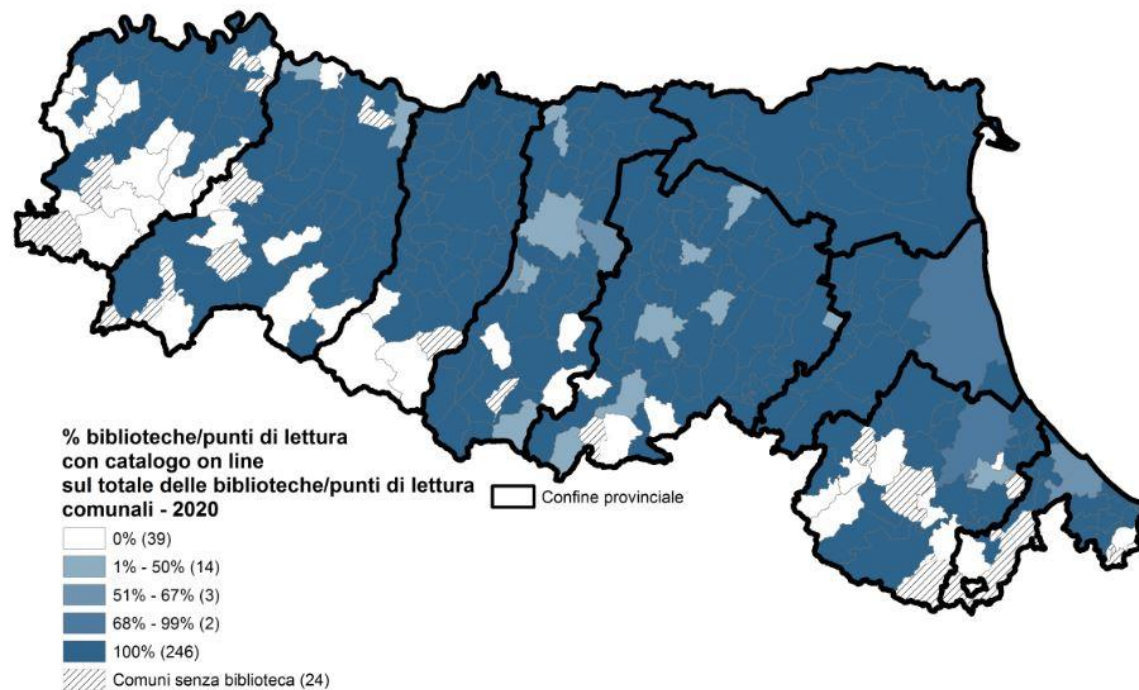 % biblioteche/punti di lettura
con catalogo on line
sul totale delle biblioteche/punti di lettura
comunali - 2020
Confine provinciale
0% (39)
1% - 50% (14)
51% - 67% (3)
68% - 99% (2)
100% (246)
Comuni senza biblioteca (24)